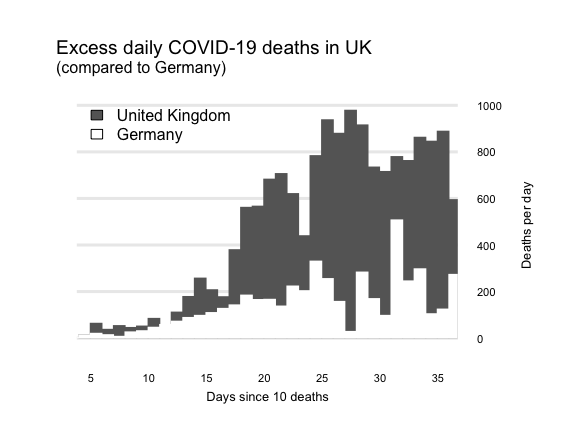 Excess daily COVID-19 deaths in UK
(compared to Germany)
United Kingdom
Germany
1000
800
600
400
200
0
Deaths per day
5 10 15 20 25 30 35
Days since 10 deaths